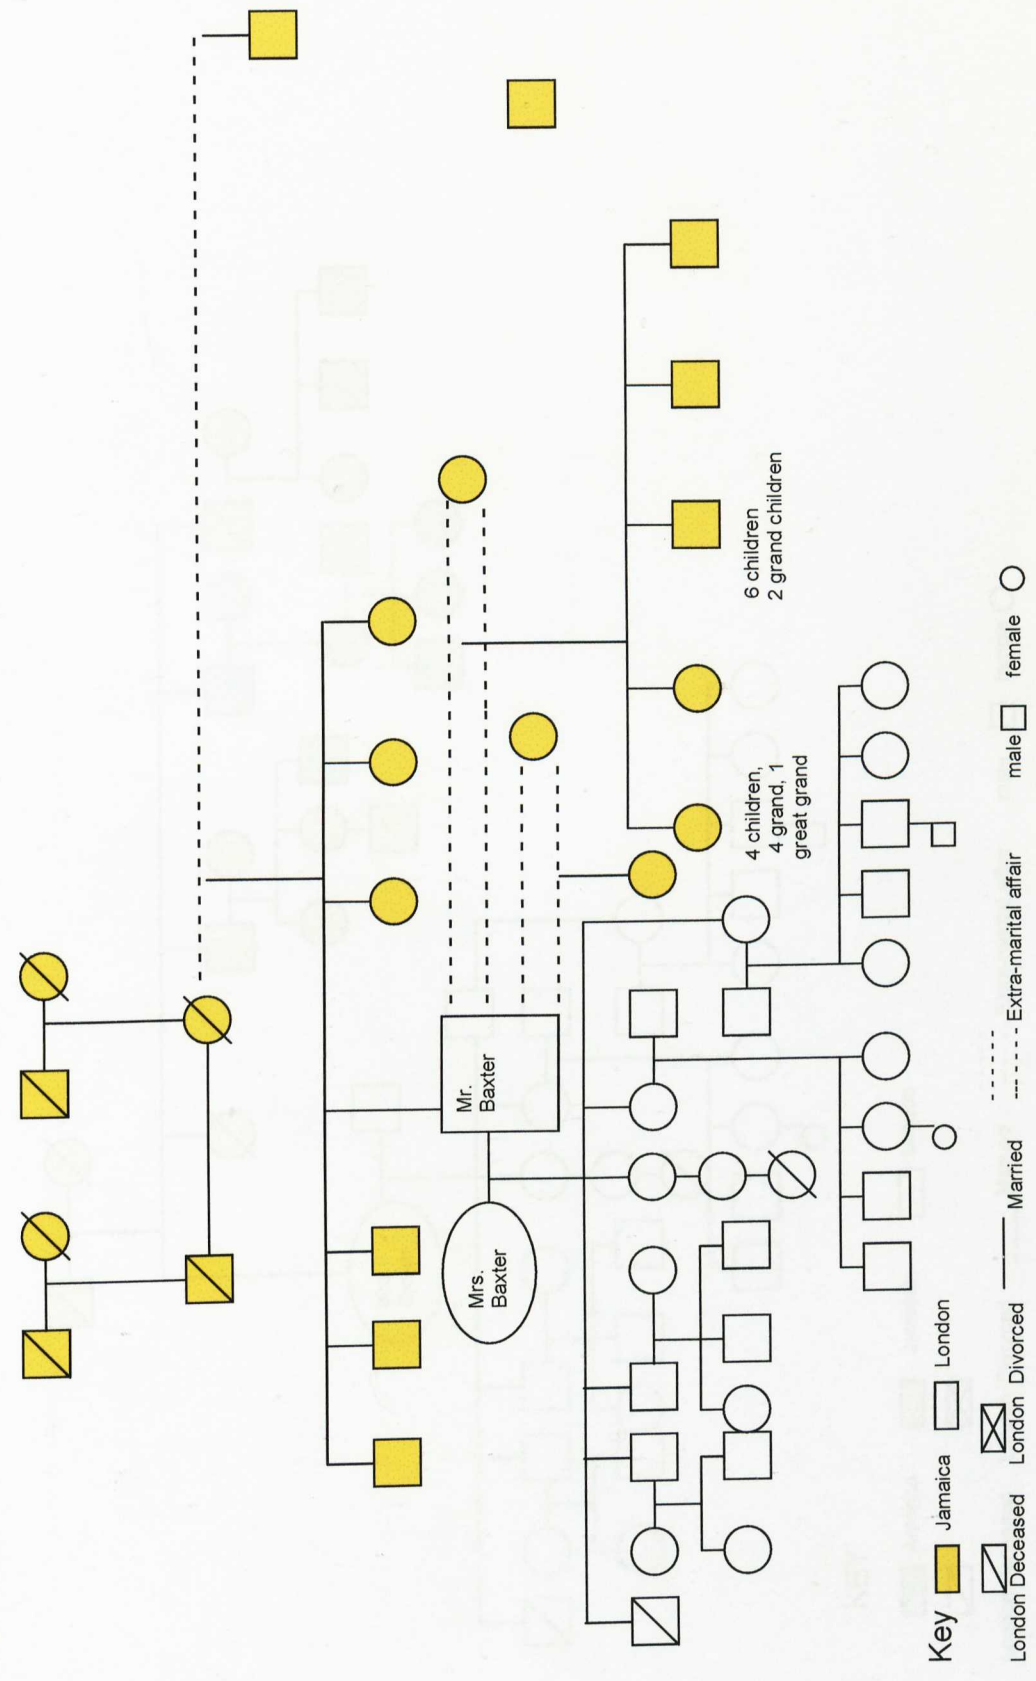 Mr.
Baxter
Mrs.
Baxter
6 children
2 grand children
4 children,
4 grand, 1
great grand
Key
Jamaica
London
London Deceased
London Divorced
Married
Extra-marital affair
male
female